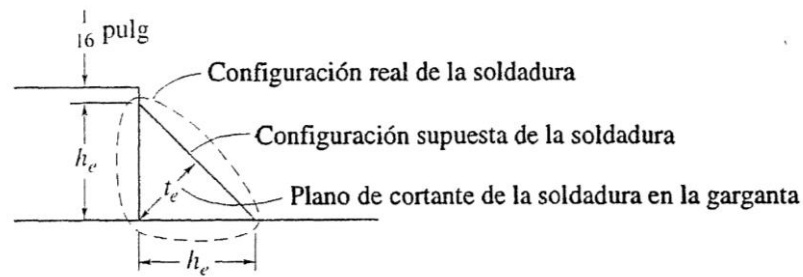 1
16 pulg
Configuración real de la soldadura
Configuración supuesta de la soldadura
h_e
t_e
Plano de cortante de la soldadura en la garganta
h_e